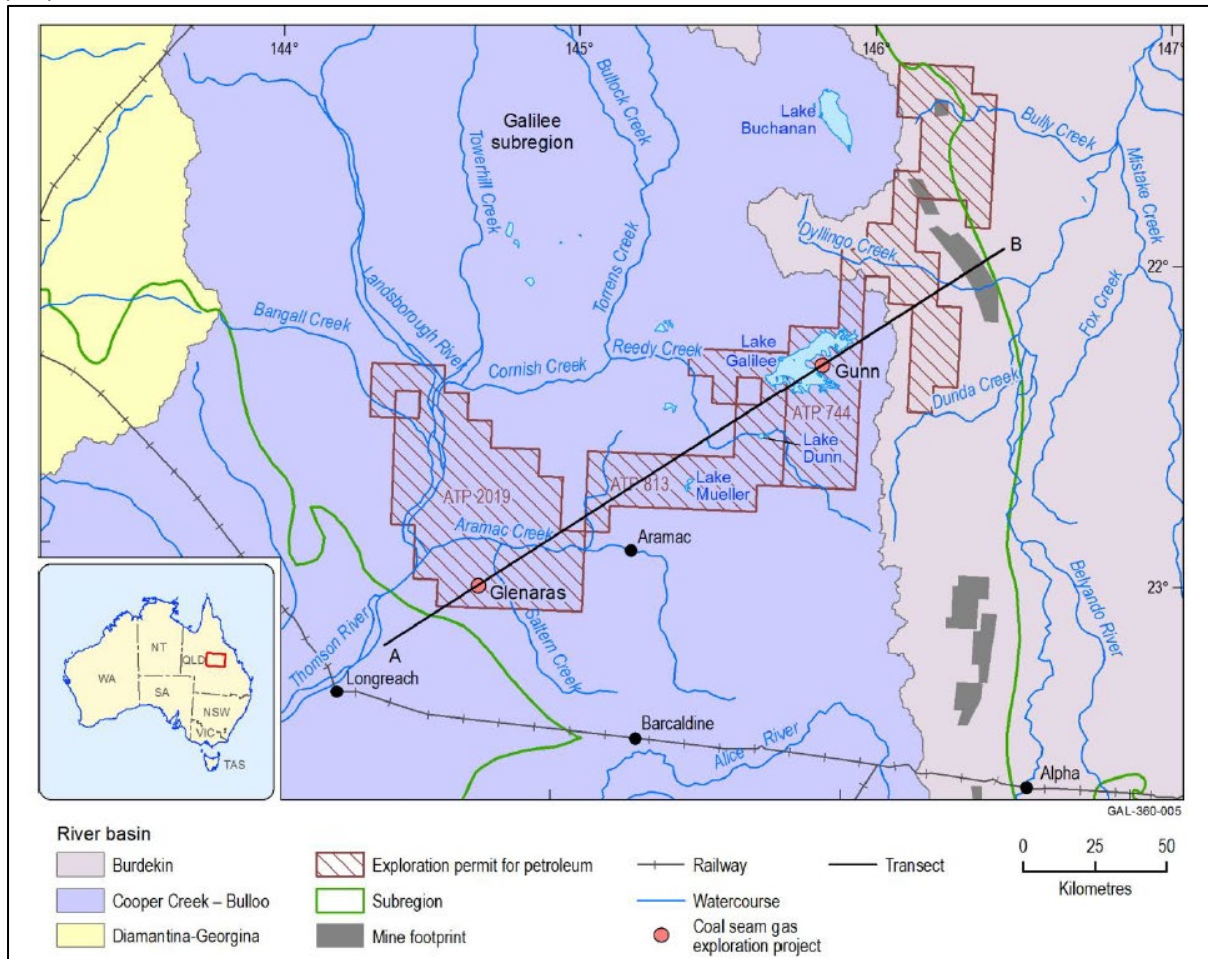 144°
145°
146°
147°
Galilee
subregion
Bullock Creek
Towerhill Creek
Lake
Buchanan
Bully Creek
Mistake Creek
Landsborough River
Torrens Creek
Dyllingo Creek
B
22°
Bangall Creek
Fox Creek
Lake
Galilee
Reedy Creek
Cornish Creek
Gunn
Dunda Creek
ATP 744
Lake
Dunn
ATP 2019
ATP 813
Lake
Mueller
Aramac Creek
Aramac
Glenaras
23°
Belyando River
Saltern Creek
Thomson River
A
Longreach
Barcaldine
Alice River
Alpha
WA
NT
QLD
SA
NSW
VIC
TAS
GAL-360-005
River basin
Burdekin
Cooper Creek – Bulloo
Diamantina-Georgina
Exploration permit for petroleum
Subregion
Mine footprint
Railway
Watercourse
Coal seam gas
exploration project
Transect
0 25 50
Kilometres